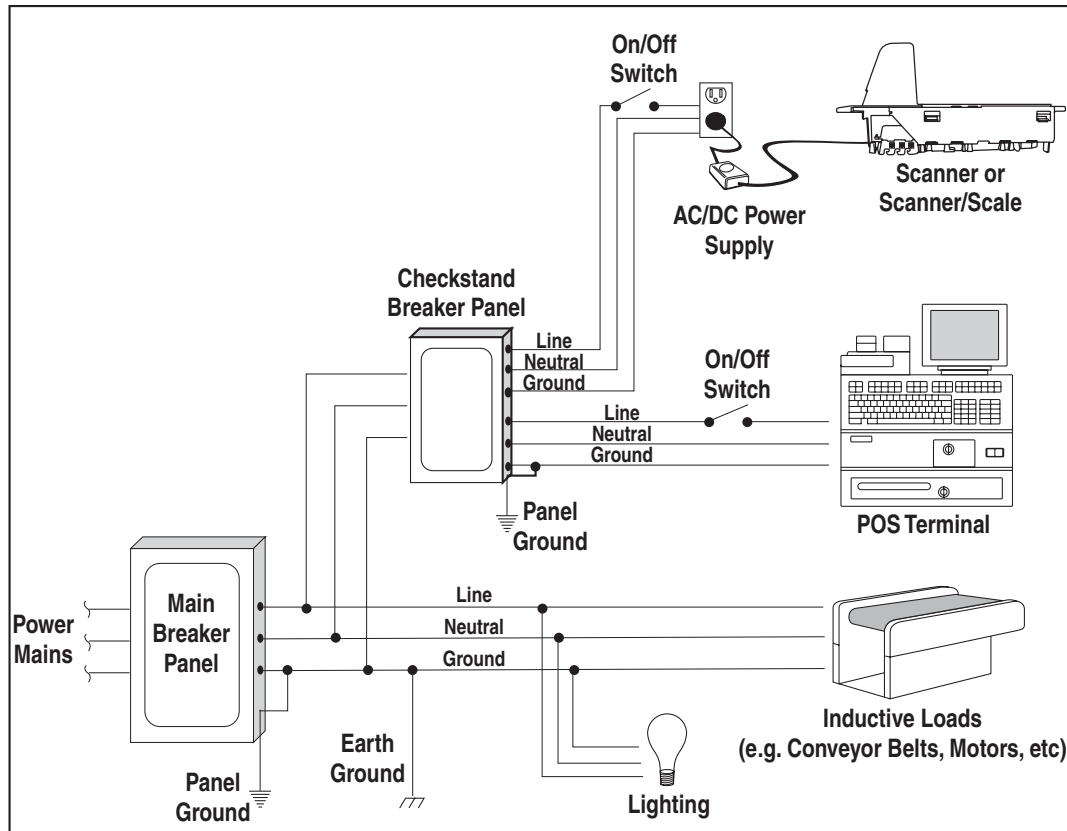 On/Off
Switch
Scanner or
Scanner/Scale
AC/DC Power
Supply
Checkstand
Breaker Panel
Line
Neutral
Ground
On/Off
Switch
Line
Neutral
Ground
Panel
Ground
POS Terminal
Power
Mains
Main
Breaker
Panel
Line
Neutral
Ground
Inductive Loads
(e.g. Conveyor Belts, Motors, etc)
Earth
Ground
Panel
Ground
Lighting